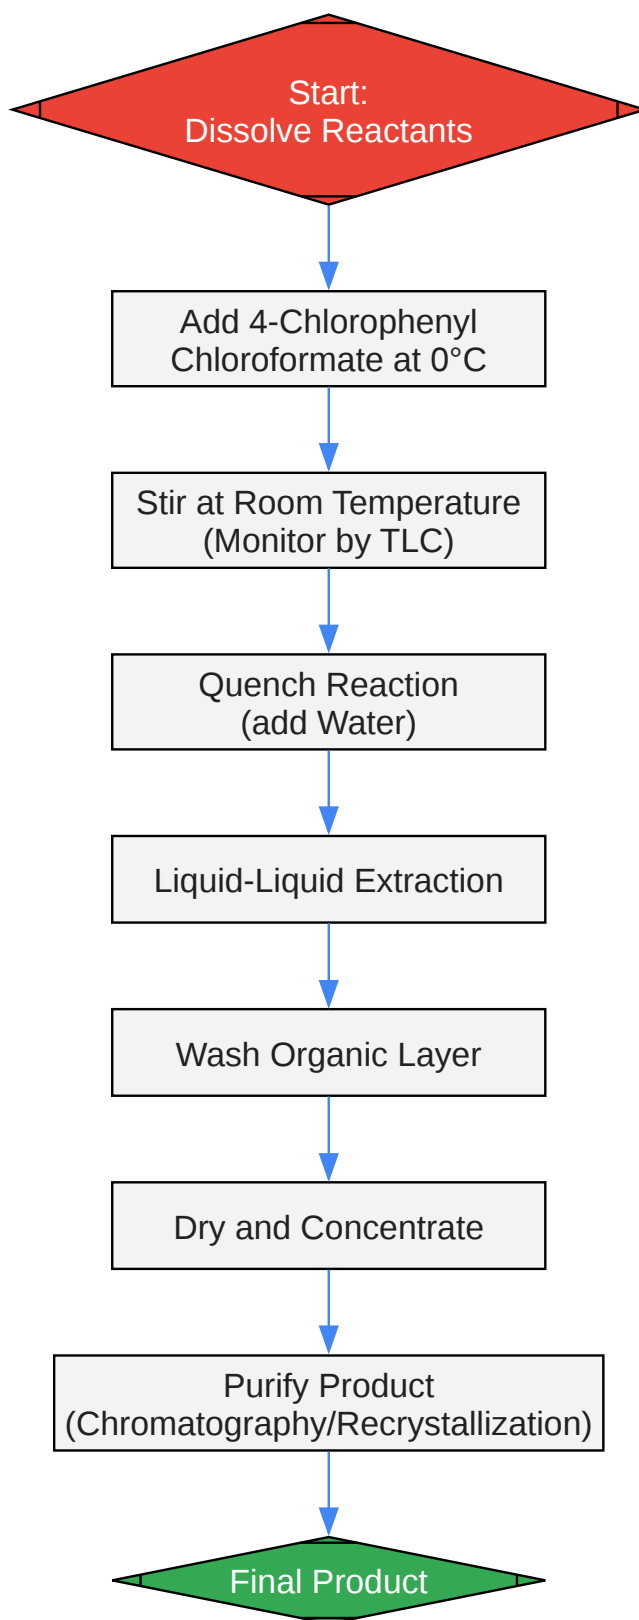 Start:
Dissolve Reactants
Add 4-Chlorophenyl
Chloroformate at 0°C
Stir at Room Temperature
(Monitor by TLC)
Quench Reaction
(add Water)
Liquid-Liquid Extraction
Wash Organic Layer
Dry and Concentrate
Purify Product
(Chromatography/Recrystallization)
Final Product